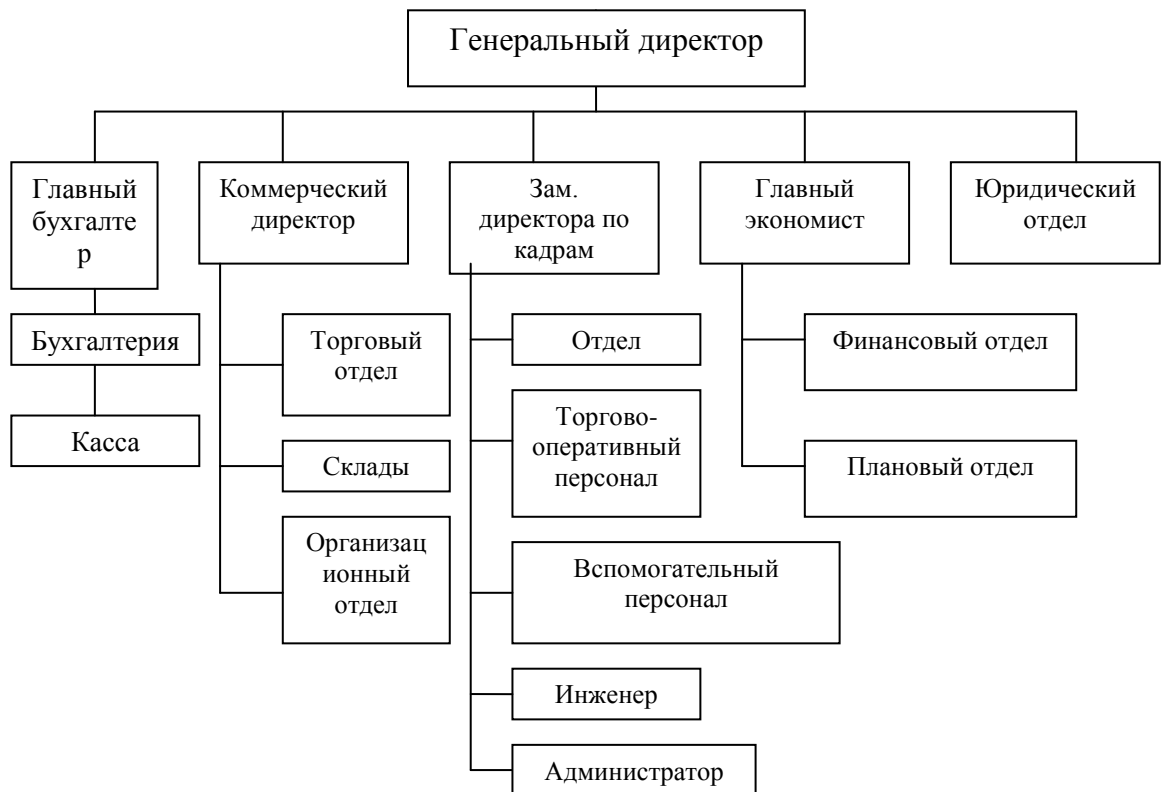 Генеральный директор
Главный
бухгалте
р
Коммерческий
директор
Зам.
директора по
кадрам
Главный
экономист
Юридический
отдел
Бухгалтерия
Касса
Торговый
отдел
Склады
Организац
ионный
отдел
Отдел
Торгово-
оперативный
персонал
Вспомогательный
персонал
Инженер
Администратор
Финансовый отдел
Плановый отдел